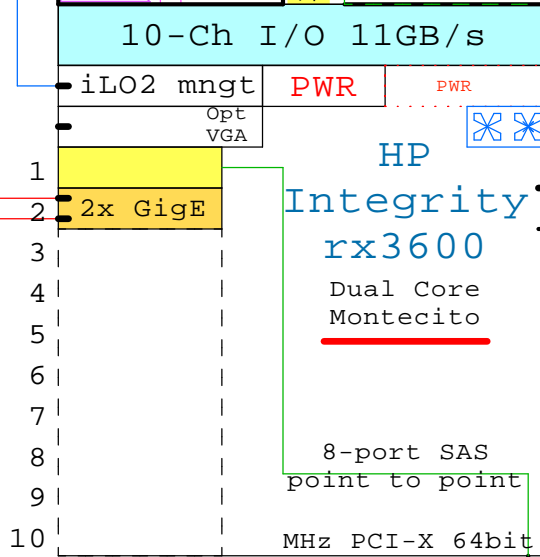 10-Ch I/O 11GB/s
iLO2 mngt
PWR
PWR
Opt
VGA
HP
Integrity
rx3600
Dual Core
Montecito
1
2
2x GigE
3
4
5
6
7
8
9
10
8-port SAS
point to point
MHz PCI-X 64bit